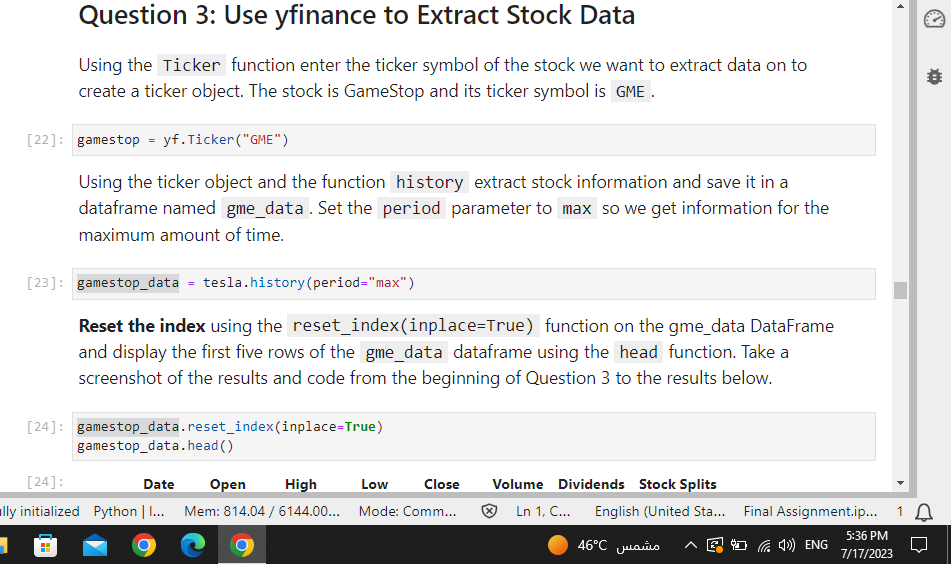 Question 3: Use yfinance to Extract Stock Data
Using the Ticker function enter the ticker symbol of the stock we want to extract data on to
create a ticker object. The stock is GameStop and its ticker symbol is GME .
[22]: gamestop = yf.Ticker("GME")
Using the ticker object and the function history extract stock information and save it in a
dataframe named gme_data . Set the period parameter to max so we get information for the
maximum amount of time.
[23]: gamestop_data = tesla.history(period="max")
Reset the index using the reset_index(inplace=True) function on the gme_data DataFrame
and display the first five rows of the gme_data dataframe using the head function. Take a
screenshot of the results and code from the beginning of Question 3 to the results below.
[24]: gamestop_data.reset_index(inplace=True)
gamestop_data.head()
[24]: Date Open High Low Close Volume Dividends Stock Splits
lly initialized Python | I... Mem: 814.04 / 6144.00... Mode: Comm... Ln 1, C... English (United Sta... Final Assignment.ip... 1
46°C مشمس ENG 5:36 PM
7/17/2023